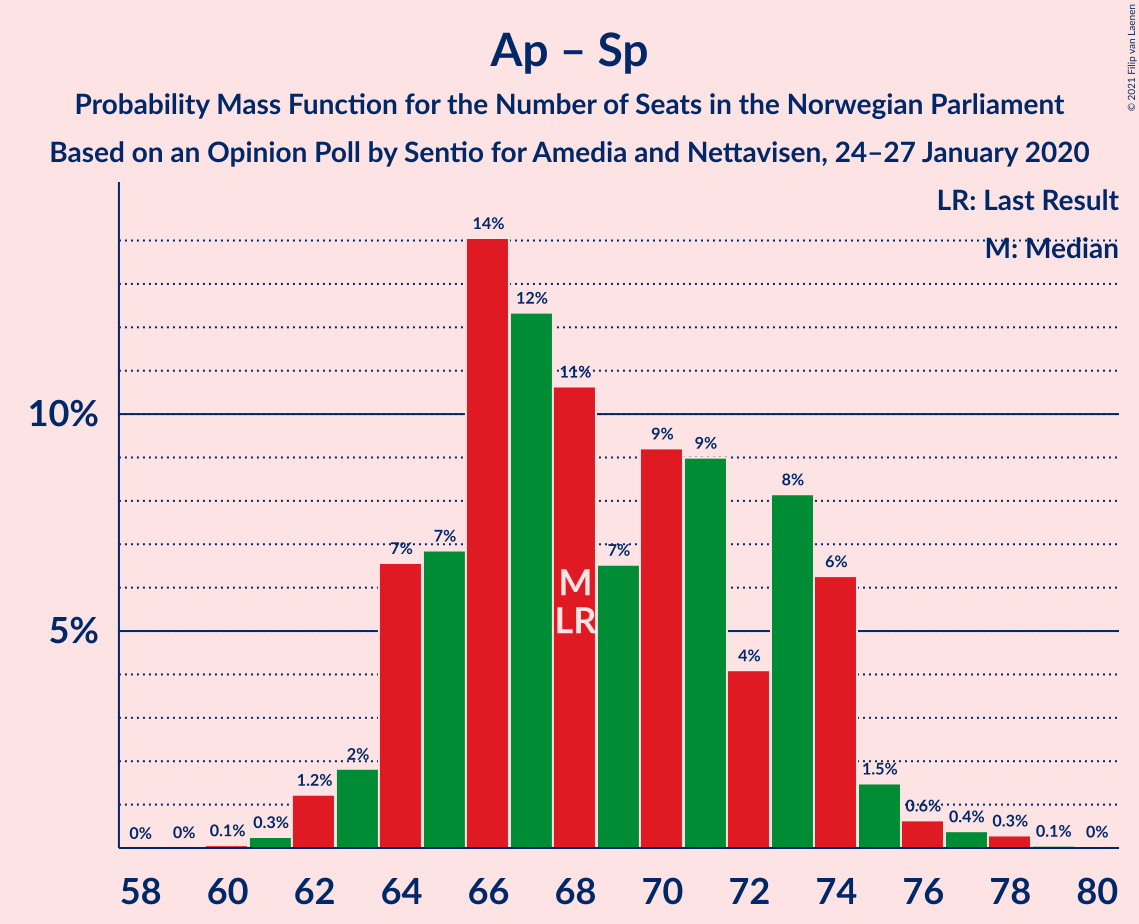 Ap – Sp
Probability Mass Function for the Number of Seats in the Norwegian Parliament
Based on an Opinion Poll by Sentio for Amedia and Nettavisen, 24–27 January 2020
© 2021 Filip van Laenen
LR: Last Result
M: Median
10%
5%
0%
0%
0.1%
0.3%
1.2%
2%
7%
7%
14%
12%
11%
7%
9%
9%
4%
8%
6%
1.5%
0.6%
0.4%
0.3%
0.1%
0%
M
LR
58 60 62 64 66 68 70 72 74 76 78 80